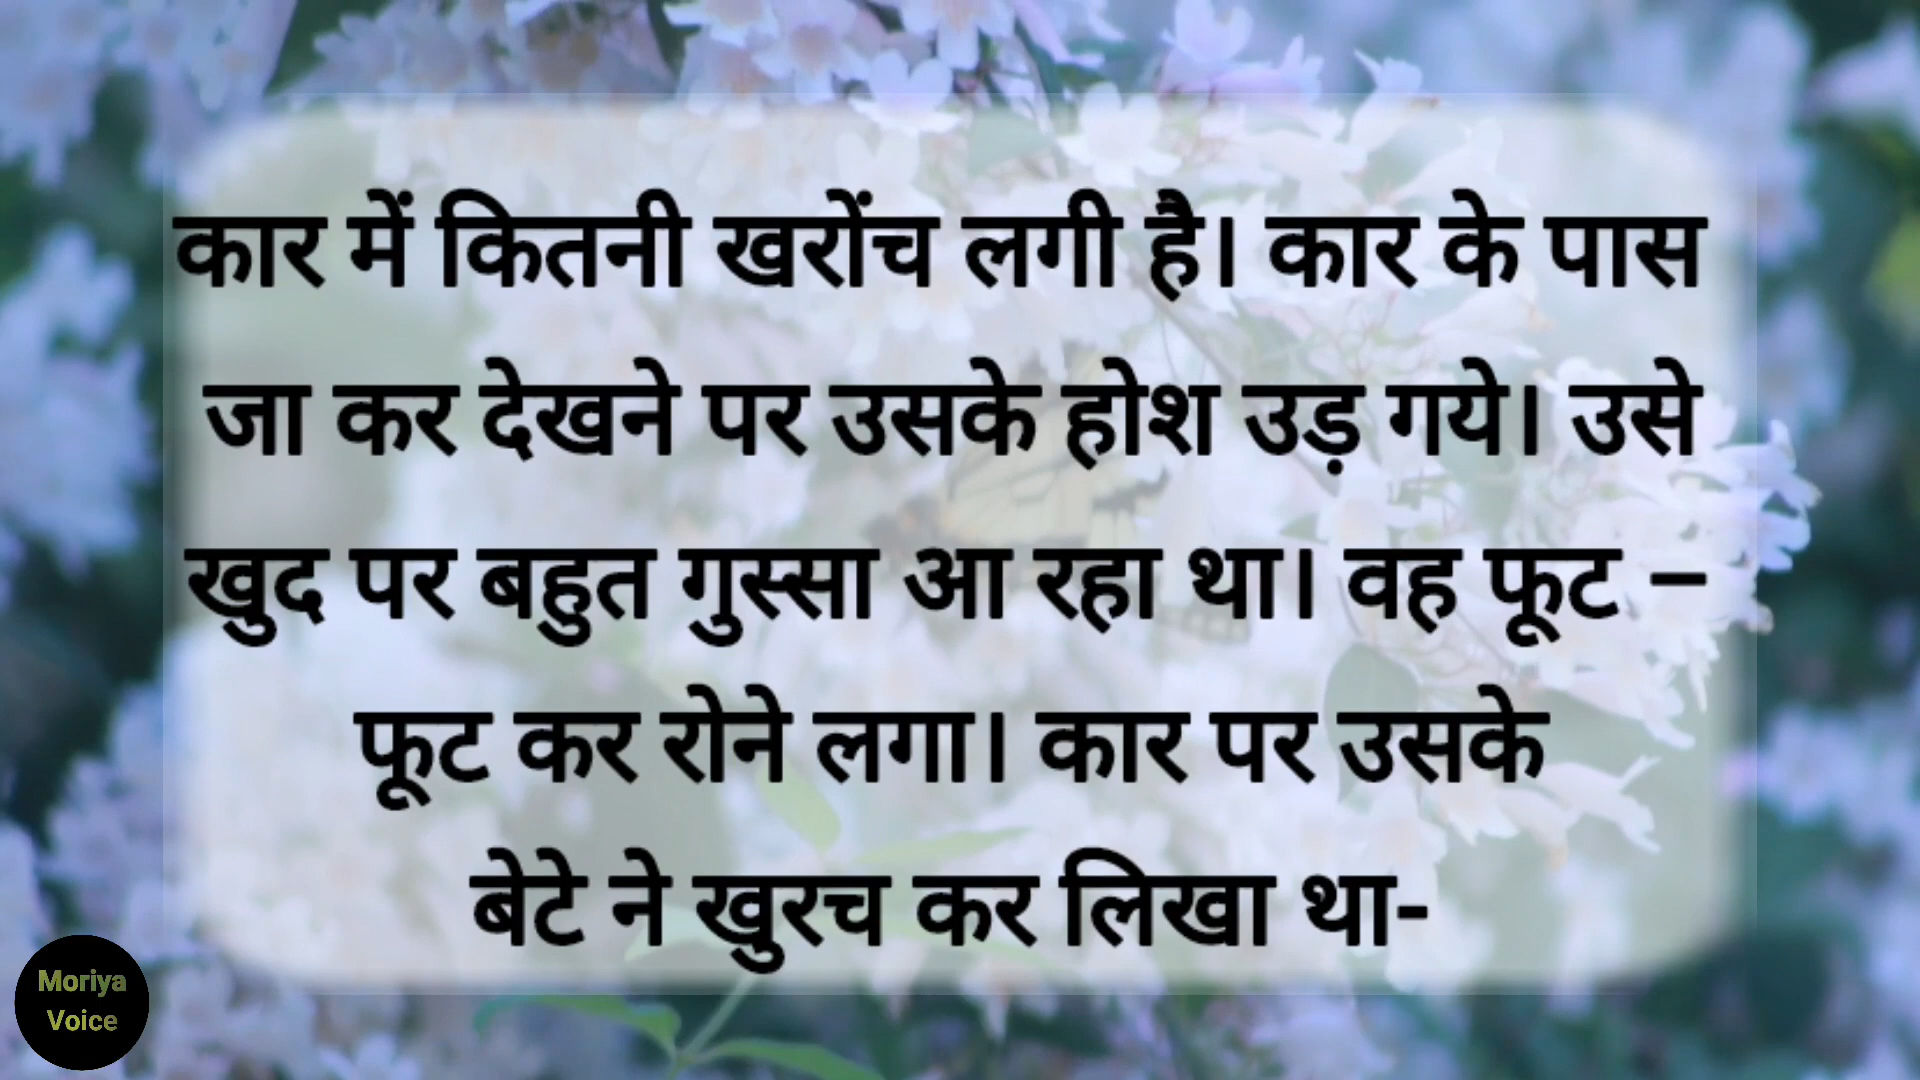 कार में कितनी खरोंच लगी है। कार के पास
जा कर देखने पर उसके होश उड़ गये। उसे
खुद पर बहुत गुस्सा आ रहा था। वह फूट –
फूट कर रोने लगा। कार पर उसके
बेटे ने खुरच कर लिखा था-
Moriya
Voice